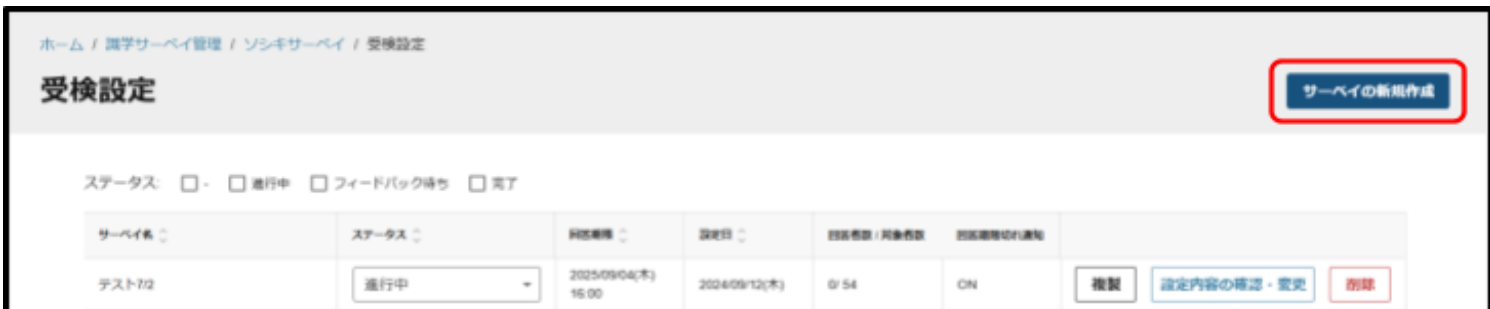 ホーム / 識学サーベイ管理 / ソシキサーベイ / 受検設定
受検設定
サーベイの新規作成
ステータス: - 進行中 フィードバック待ち 完了
サーベイ名 ステータス 回答期限 設定日 回答者数 / 対象者数 回答期限切れ通知
テスト7/2 進行中 2025/09/04(木) 16:00 2024/09/12(木) 0/ 54 ON 複製 設定内容の確認・変更 削除